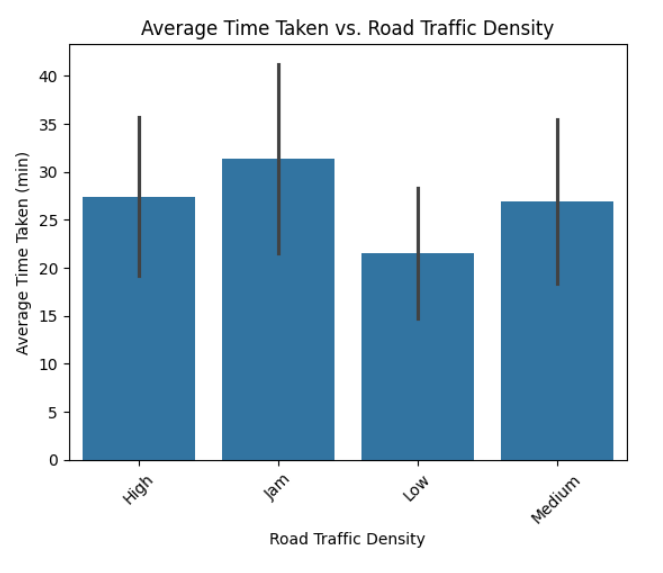 Average Time Taken vs. Road Traffic Density
Average Time Taken (min)
40
35
30
25
20
15
10
5
0
High
Jam
Low
Medium
Road Traffic Density